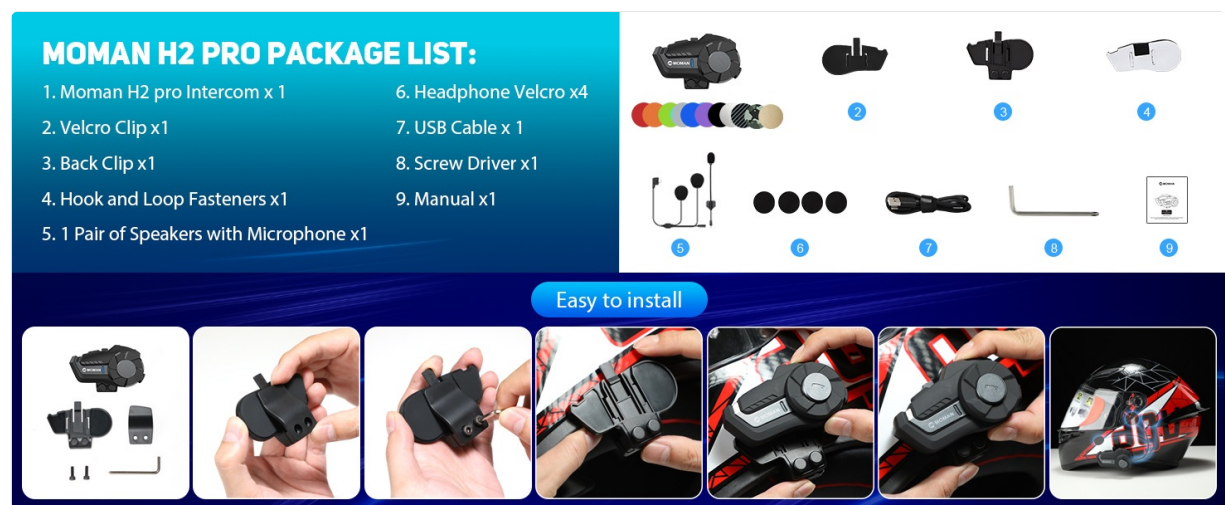 MOMAN H2 PRO PACKAGE LIST:
1. Moman H2 pro Intercom x 1
2. Velcro Clip x1
3. Back Clip x1
4. Hook and Loop Fasteners x1
5. 1 Pair of Speakers with Microphone x1
6. Headphone Velcro x4
7. USB Cable x 1
8. Screw Driver x1
9. Manual x1
MOMAN
2
3
4
5
6
7
8
9
MOMAN
Easy to install
MOMAN
MOMAN
MOMAN